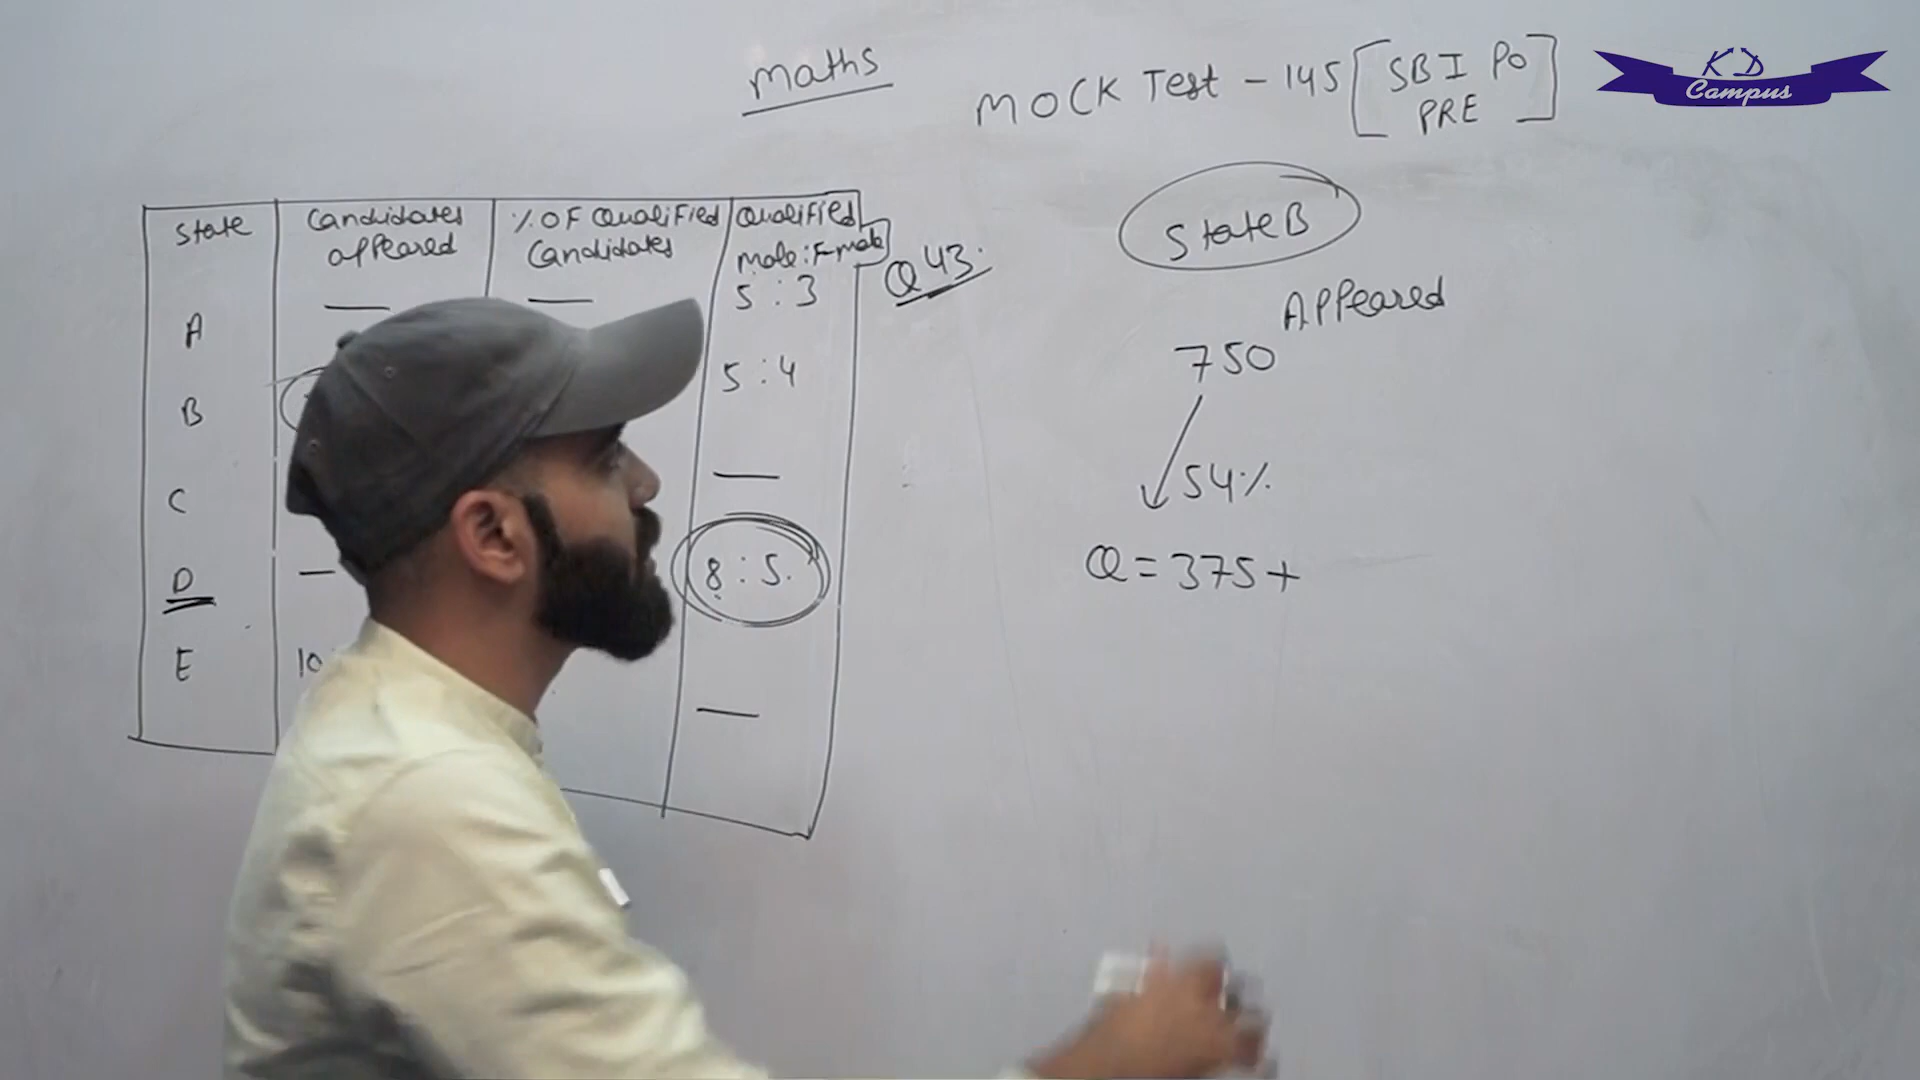 Maths
MOCK Test - 145 [SBI PO PRE]
KD
Campus
State
Candidates appeared
% OF Qualified Candidates
Qualified Male : Female
A
5 : 3
B
5 : 4
C
D
8 : 5
E
10
Q 43.
State B
Appeared
750
54%
Q = 375 +